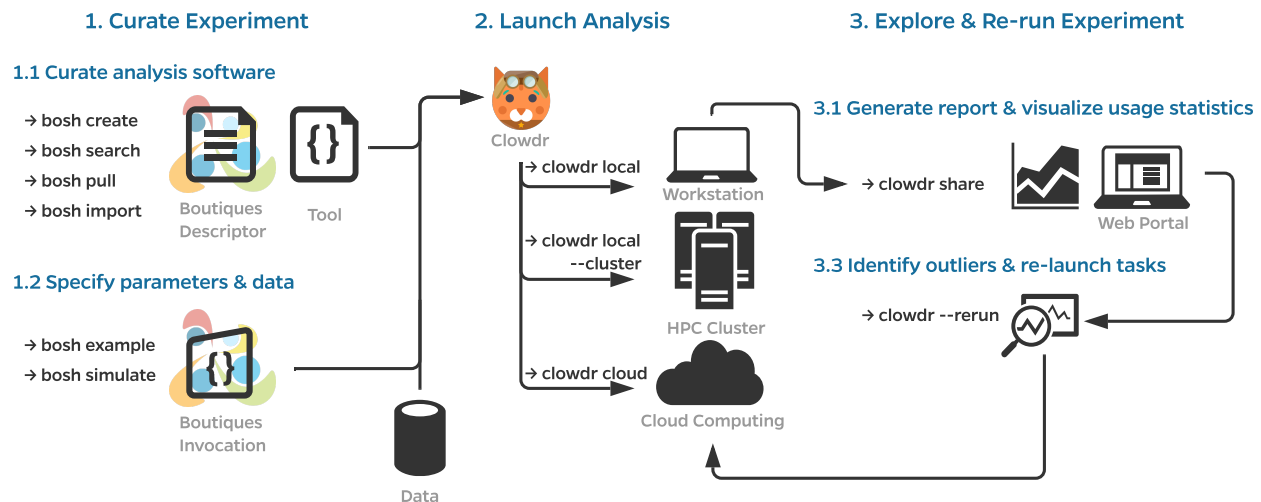 1. Curate Experiment
1.1 Curate analysis software
→ bosh create
→ bosh search
→ bosh pull
→ bosh import
Boutiques
Descriptor
{}
Tool
1.2 Specify parameters & data
→ bosh example
→ bosh simulate
{}
Boutiques
Invocation
Data
2. Launch Analysis
Clowdr
→ clowdr local
Workstation
→ clowdr local
--cluster
HPC Cluster
→ clowdr cloud
Cloud Computing
3. Explore & Re-run Experiment
3.1 Generate report & visualize usage statistics
→ clowdr share
Web Portal
3.3 Identify outliers & re-launch tasks
→ clowdr --rerun